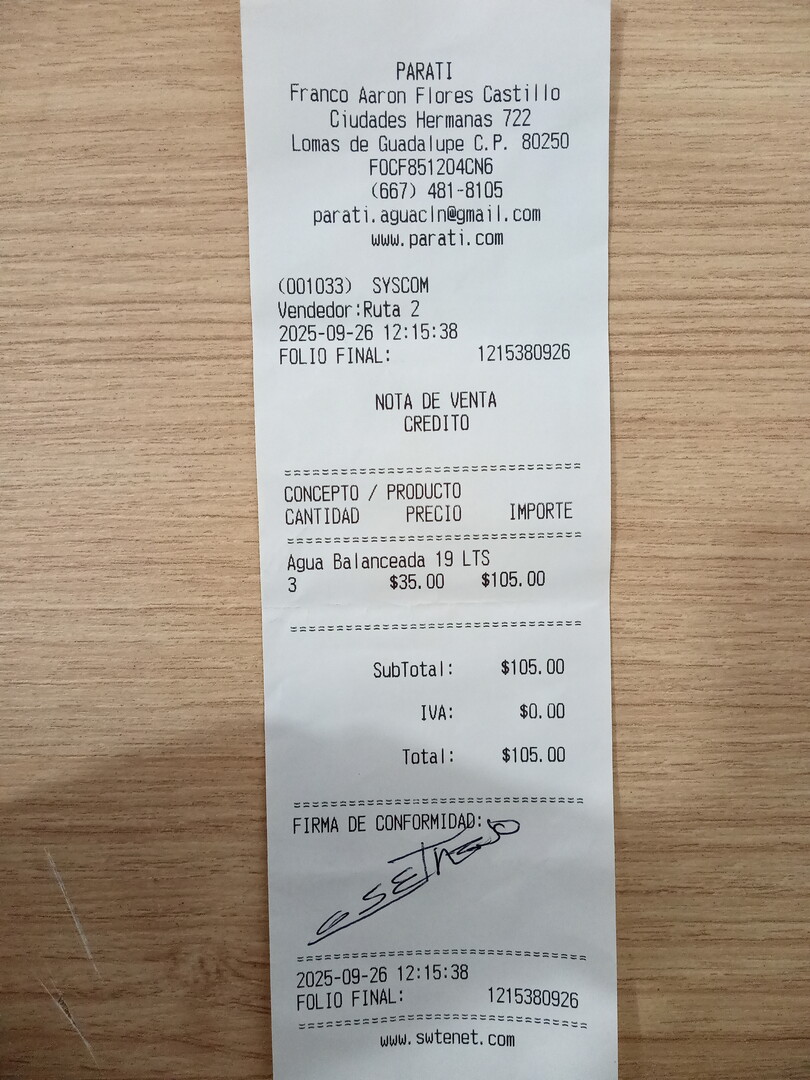 PARATI
Franco Aaron Flores Castillo
Ciudades Hermanas 722
Lomas de Guadalupe C.P. 80250
FOCF851204CN6
(667) 481-8105
parati.aguacln@gmail.com
www.parati.com
(001033) SYSCOM
Vendedor:Ruta 2
2025-09-26 12:15:38
FOLIO FINAL: 1215380926
NOTA DE VENTA
CREDITO
================================
CONCEPTO / PRODUCTO
CANTIDAD PRECIO IMPORTE
================================
Agua Balanceada 19 LTS
3 $35.00 $105.00
================================
SubTotal: $105.00
IVA: $0.00
Total: $105.00
================================
FIRMA DE CONFORMIDAD:
================================
2025-09-26 12:15:38
FOLIO FINAL: 1215380926
================================
www.swtenet.com